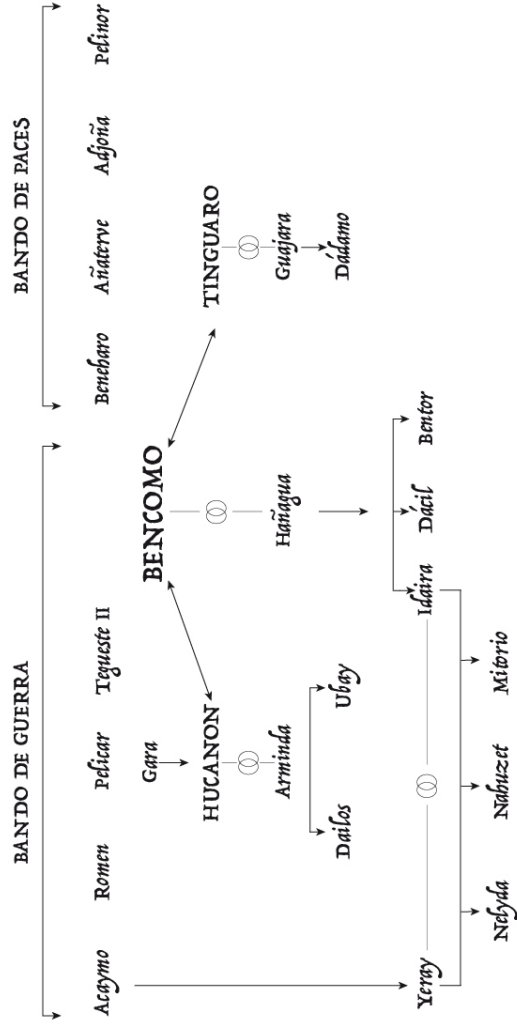 BANDO DE GUERRA
BANDO DE PACES
Acaymo
Romen
Pelicar
Tegueste II
Beneharo
Añaterve
Adjoña
Pelinor
Gara
BENCOMO
HUCANON
TINGUARO
Arminda
Hañagua
Guajara
Dailos
Ubay
Dádamo
Yeray
Idaira
Dácil
Bentor
Nelyda
Nahuzet
Mitorio